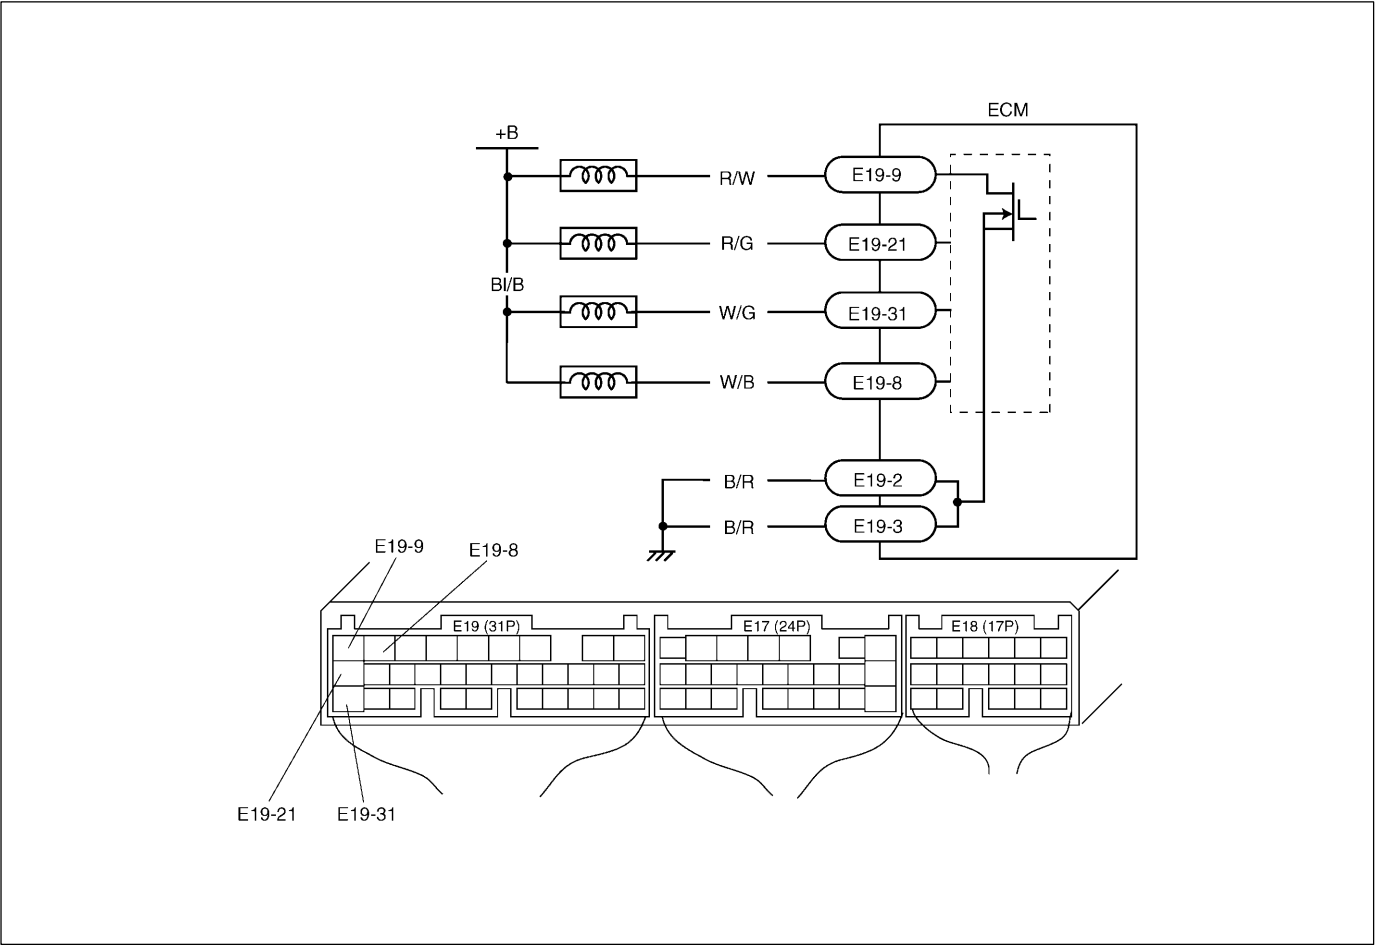 ECM
+B
R/W
E19-9
R/G
E19-21
Bl/B
W/G
E19-31
W/B
E19-8
B/R
E19-2
B/R
E19-3
E19-9
E19-8
E19 (31P)
E17 (24P)
E18 (17P)
E19-21
E19-31